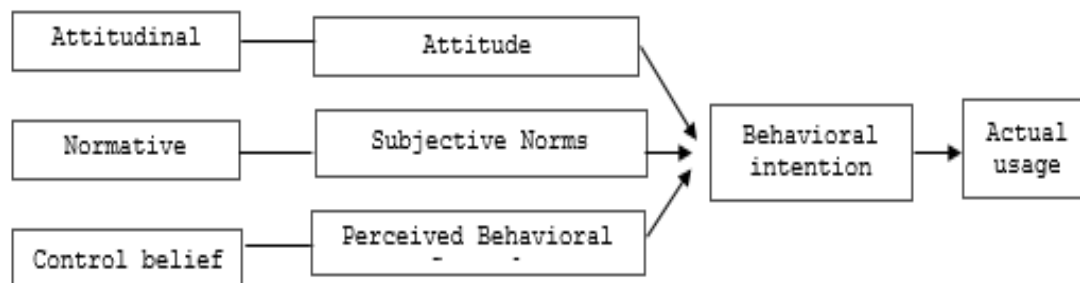 Attitudinal
Attitude
Normative
Subjective Norms
Behavioral
intention
Actual
usage
Control belief
Perceived Behavioral